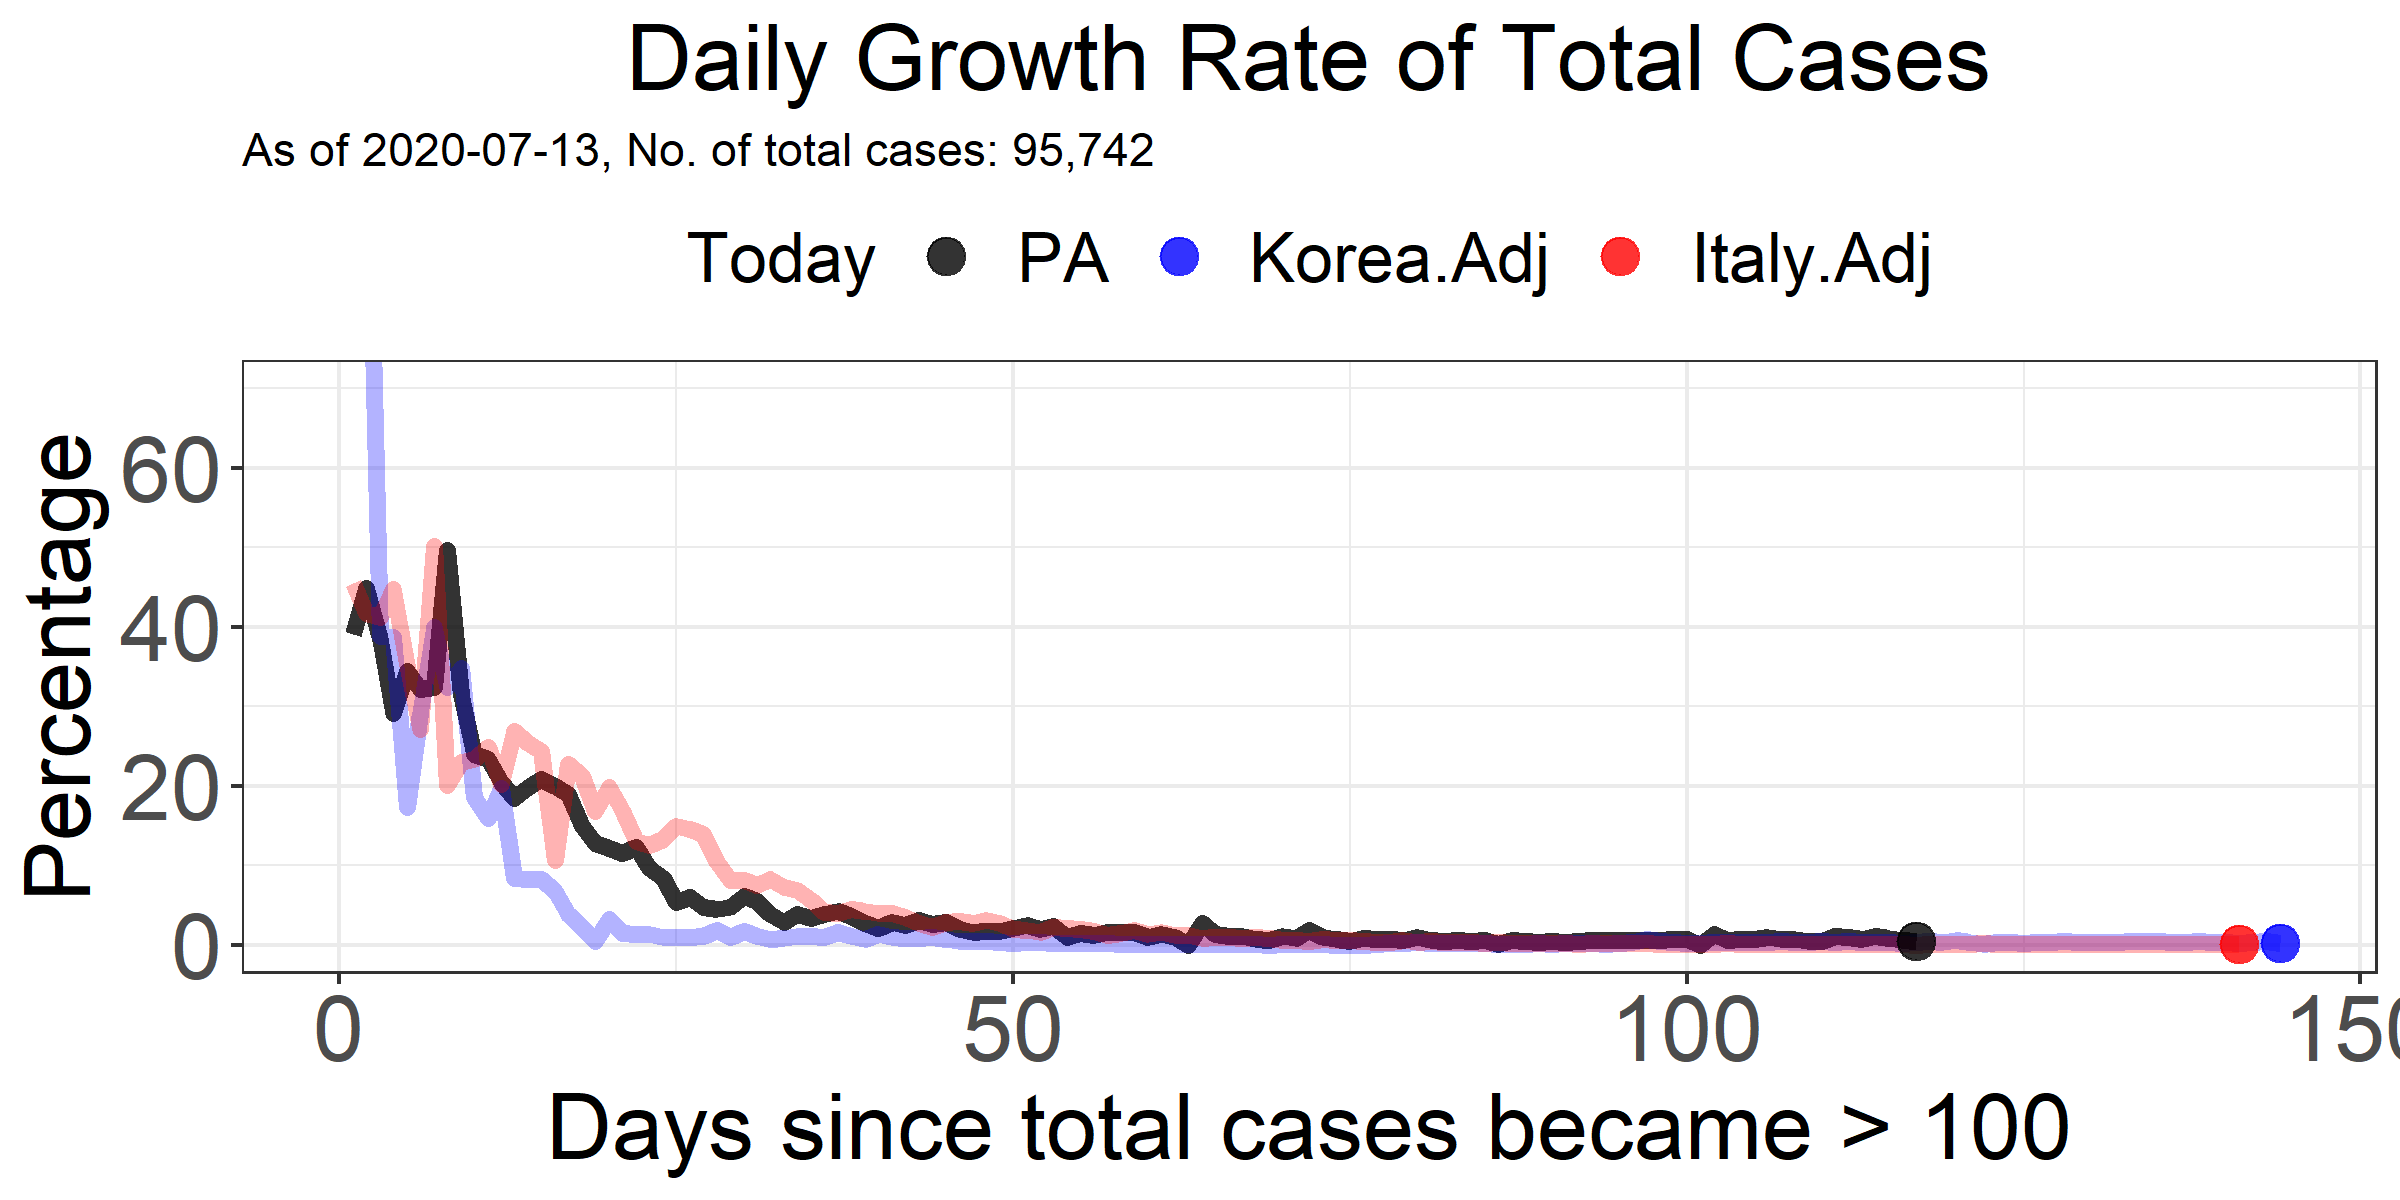 Daily Growth Rate of Total Cases
As of 2020-07-13, No. of total cases: 95,742
Today PA Korea.Adj Italy.Adj
Percentage
60
40
20
0
0 50 100 150
Days since total cases became > 100